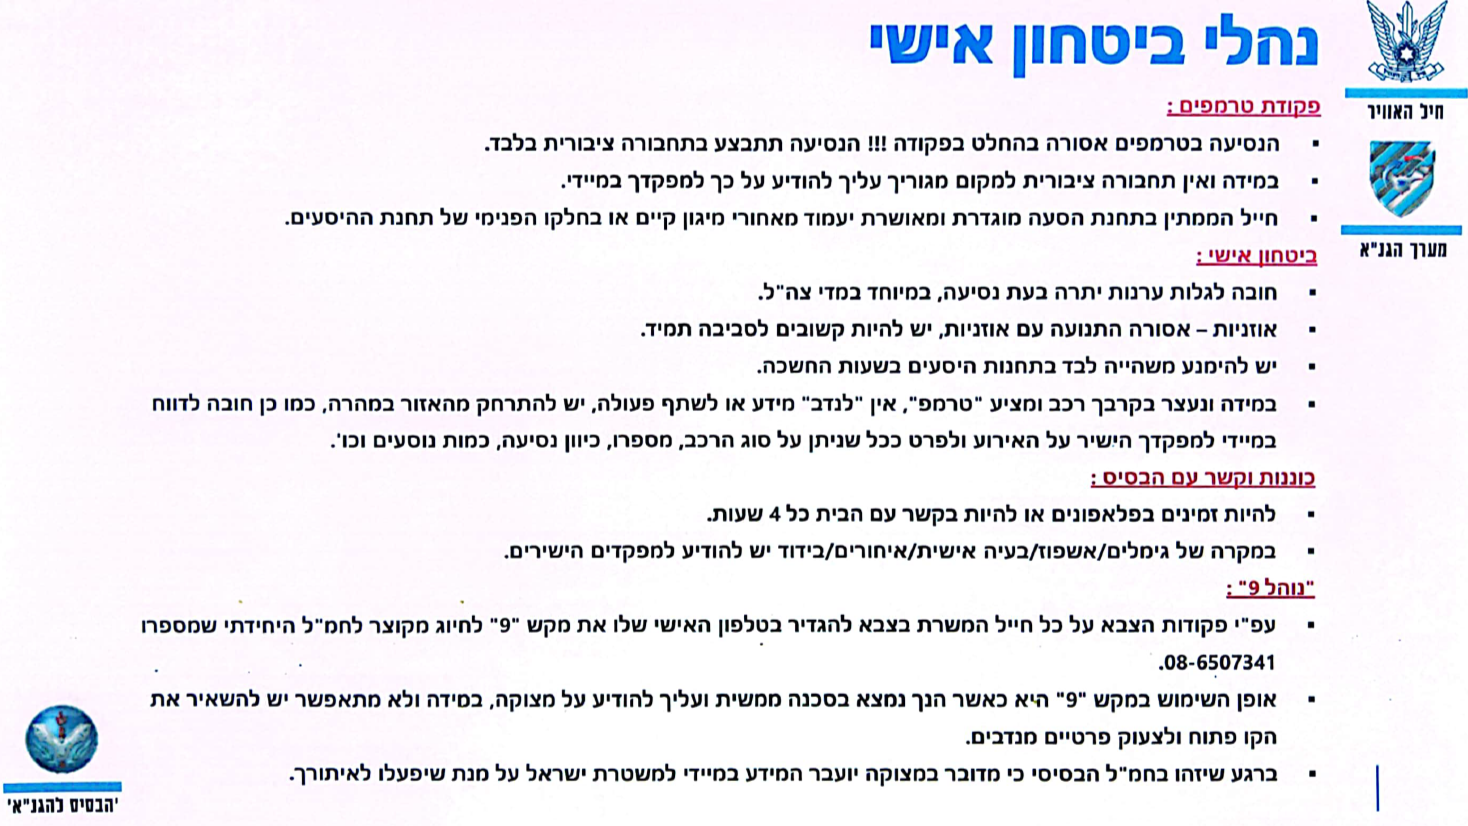 נהלי ביטחון אישי
חיל האוויר
מערך הגנ"א
פקודת טרמפים :
▪ הנסיעה בטרמפים אסורה בהחלט בפקודה !!! הנסיעה תתבצע בתחבורה ציבורית בלבד.
▪ במידה ואין תחבורה ציבורית למקום מגוריך עליך להודיע על כך למפקדך במיידי.
▪ חייל הממתין בתחנת הסעה מוגדרת ומאושרת יעמוד מאחורי מיגון קיים או בחלקו הפנימי של תחנת ההיסעים.
ביטחון אישי :
▪ חובה לגלות ערנות יתרה בעת נסיעה, במיוחד במדי צה"ל.
▪ אוזניות – אסורה התנועה עם אוזניות, יש להיות קשובים לסביבה תמיד.
▪ יש להימנע משהייה לבד בתחנות היסעים בשעות החשכה.
▪ במידה ונעצר בקרבך רכב ומציע "טרמפ", אין "לנדב" מידע או לשתף פעולה, יש להתרחק מהאזור במהרה, כמו כן חובה לדווח
במיידי למפקדך הישיר על האירוע ולפרט ככל שניתן על סוג הרכב, מספרו, כיוון נסיעה, כמות נוסעים וכו'.
כוננות וקשר עם הבסיס :
▪ להיות זמינים בפלאפונים או להיות בקשר עם הבית כל 4 שעות.
▪ במקרה של גימלים/אשפוז/בעיה אישית/איחורים/בידוד יש להודיע למפקדים הישירים.
"נוהל 9" :
▪ עפ"י פקודות הצבא על כל חייל המשרת בצבא להגדיר בטלפון האישי שלו את מקש "9" לחיוג מקוצר לחמ"ל היחידתי שמספרו
08-6507341.
▪ אופן השימוש במקש "9" היא כאשר הנך נמצא בסכנה ממשית ועליך להודיע על מצוקה, במידה ולא מתאפשר יש להשאיר את
הקו פתוח ולצעוק פרטיים מנדבים.
▪ ברגע שיזהו בחמ"ל הבסיסי כי מדובר במצוקה יועבר המידע במיידי למשטרת ישראל על מנת שיפעלו לאיתורך.
'הבסיס להגנ"א'